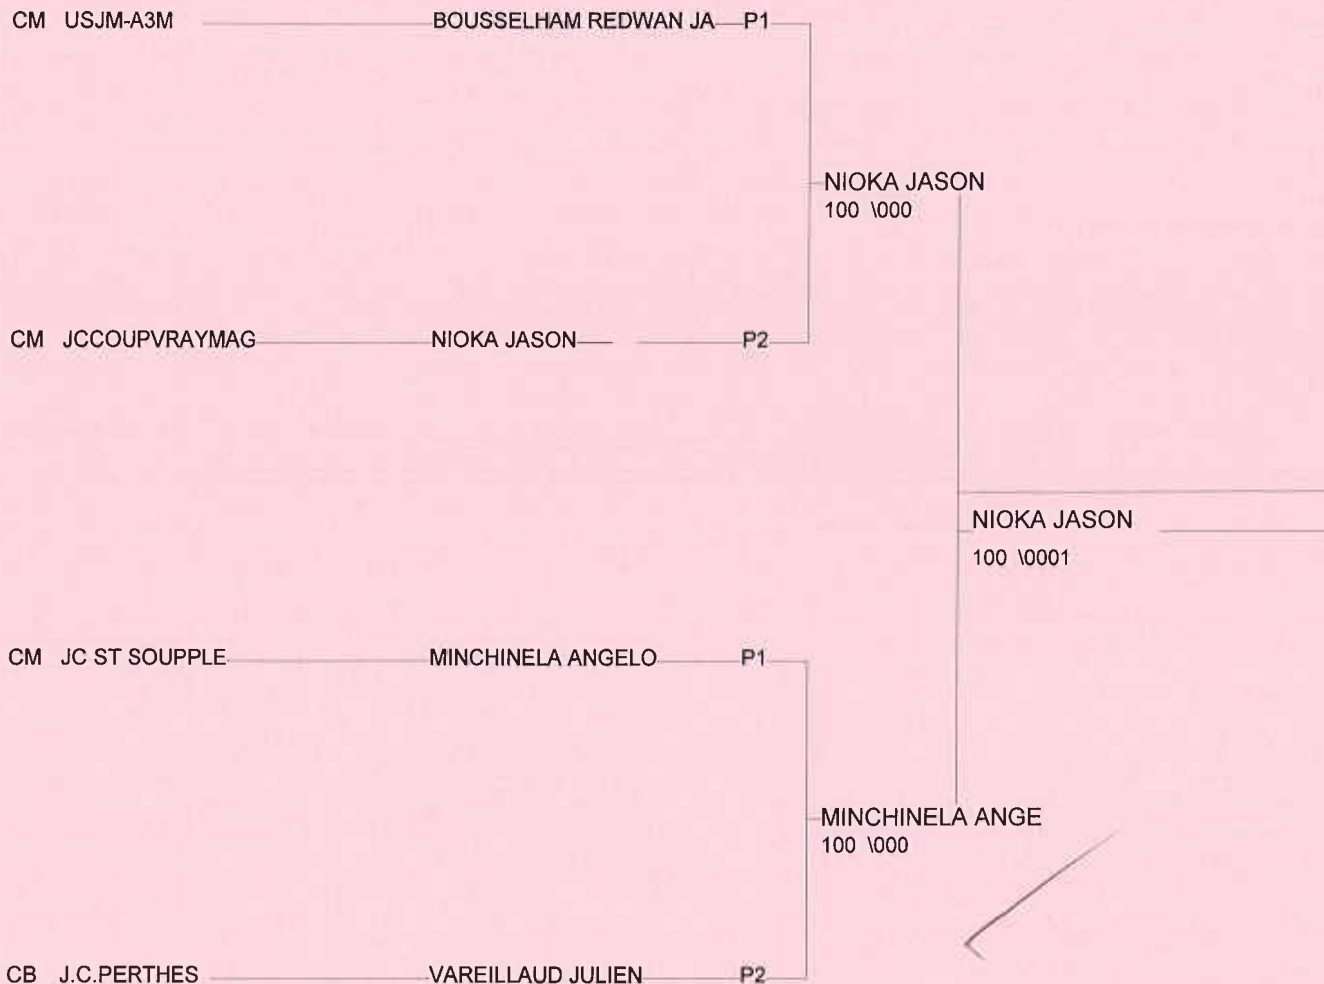 CM USJM-A3M BOUSSELHAM REDWAN JA P1
NIOKA JASON
100 \000
CM JCCOUPVRAYMAG NIOKA JASON P2
NIOKA JASON
100 \0001
CM JC ST SOUPPLE MINCHINELA ANGELO P1
MINCHINELA ANGE
100 \000
CB J.C.PERTHES VAREILLAUD JULIEN P2